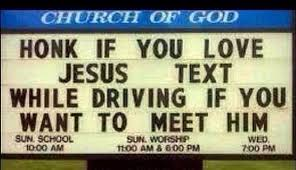 CHURCH OF GOD
HONK IF YOU LOVE
JESUS TEXT
WHILE DRIVING IF YOU
WANT TO MEET HIM
SUN. SCHOOL SUN. WORSHIP WED.
10:00 AM 11:00 AM & 6:00 PM 7:00 PM